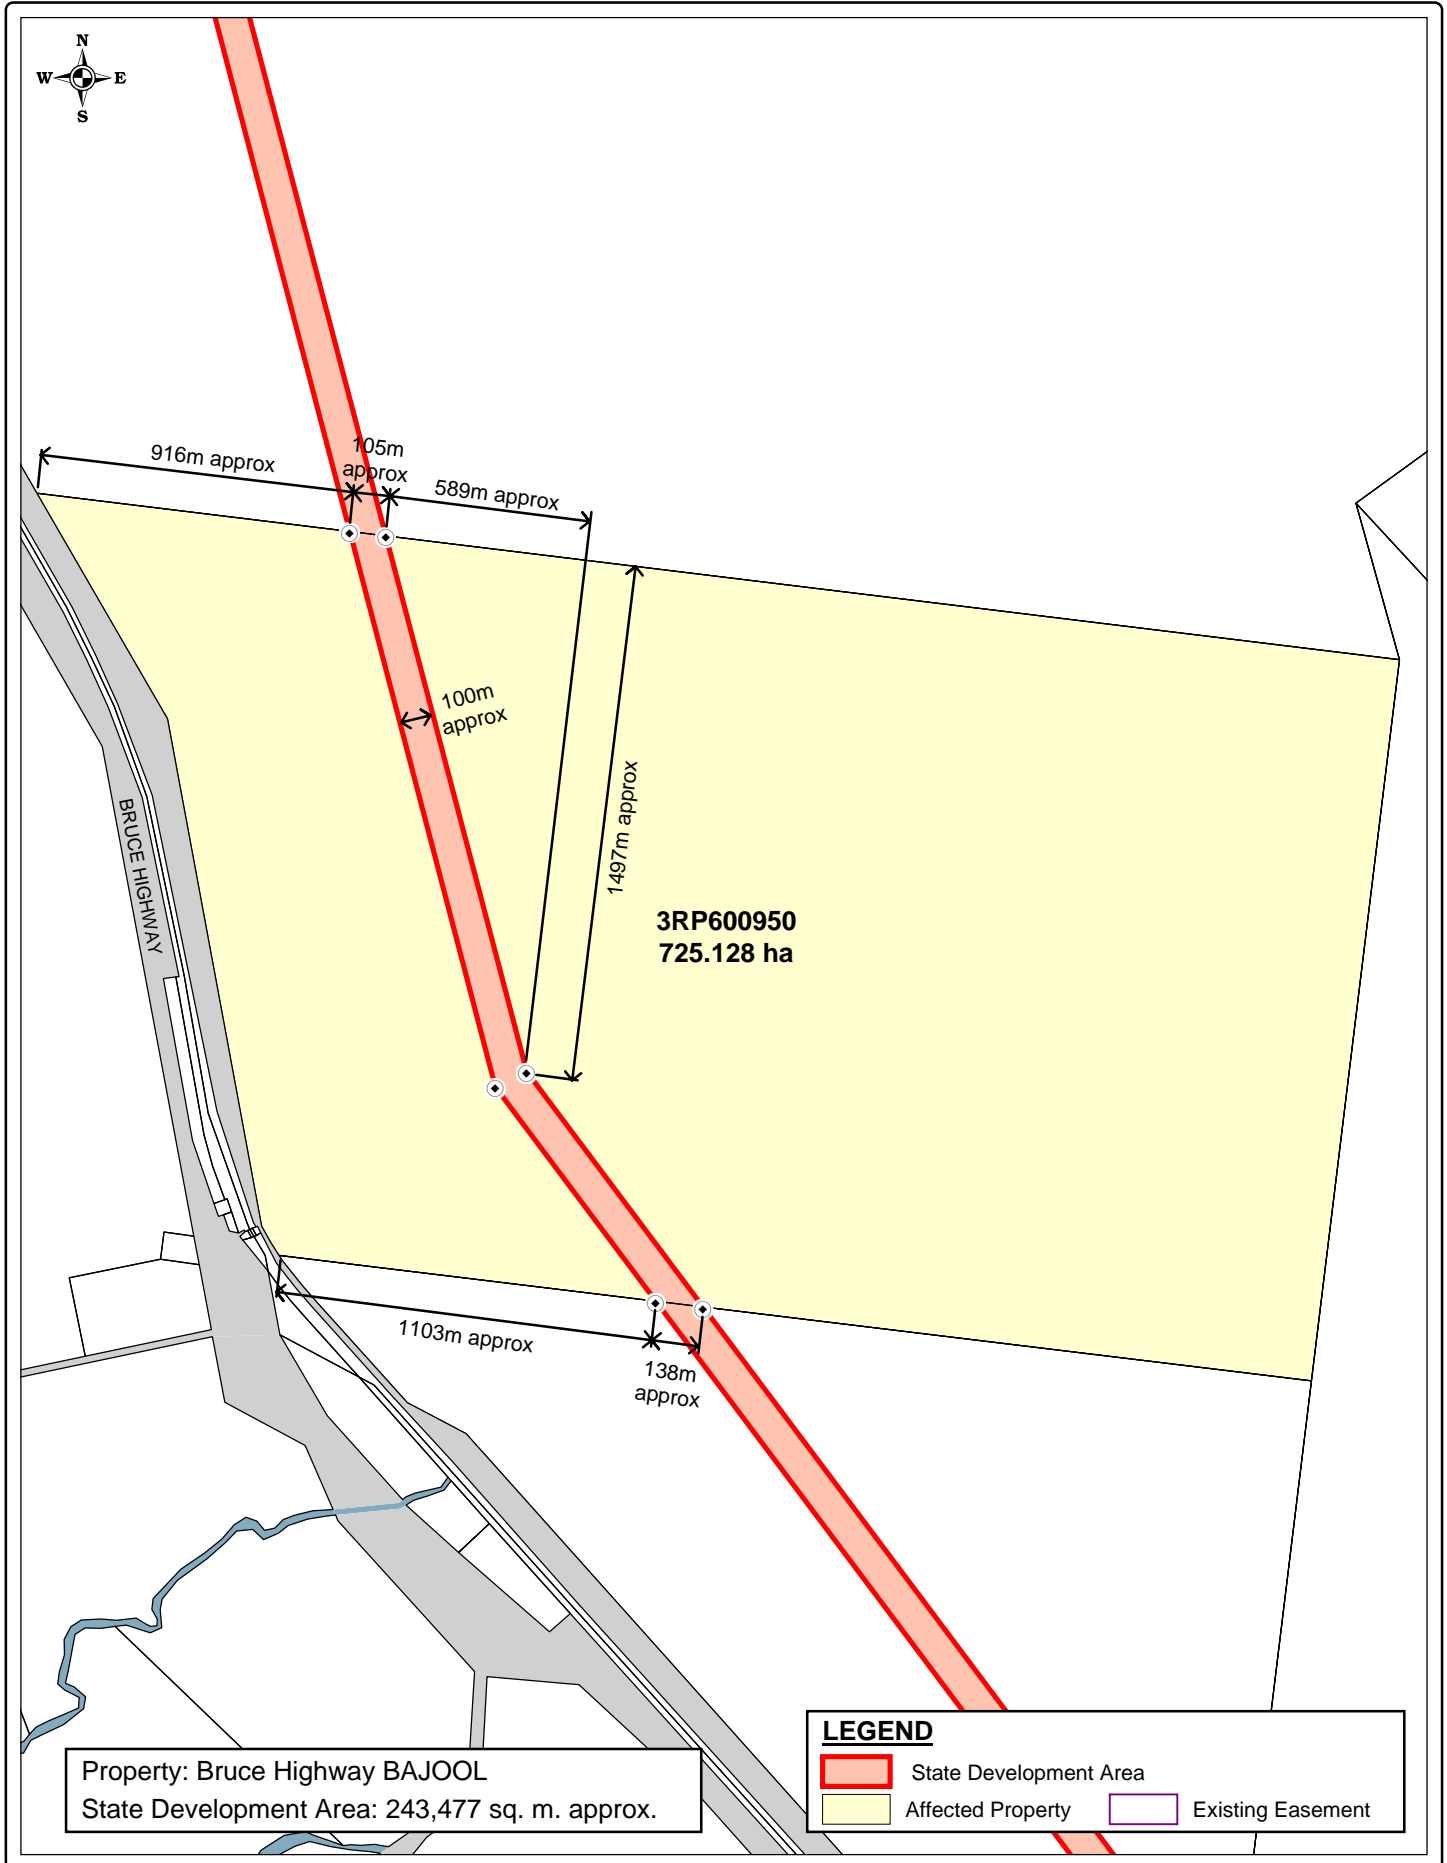 N
W E
S
916m approx
105m
approx
589m approx
100m
approx
1497m approx
BRUCE HIGHWAY
3RP600950
725.128 ha
1103m approx
138m
approx
LEGEND
State Development Area
Affected Property
Existing Easement
Property: Bruce Highway BAJOOL
State Development Area: 243,477 sq. m. approx.